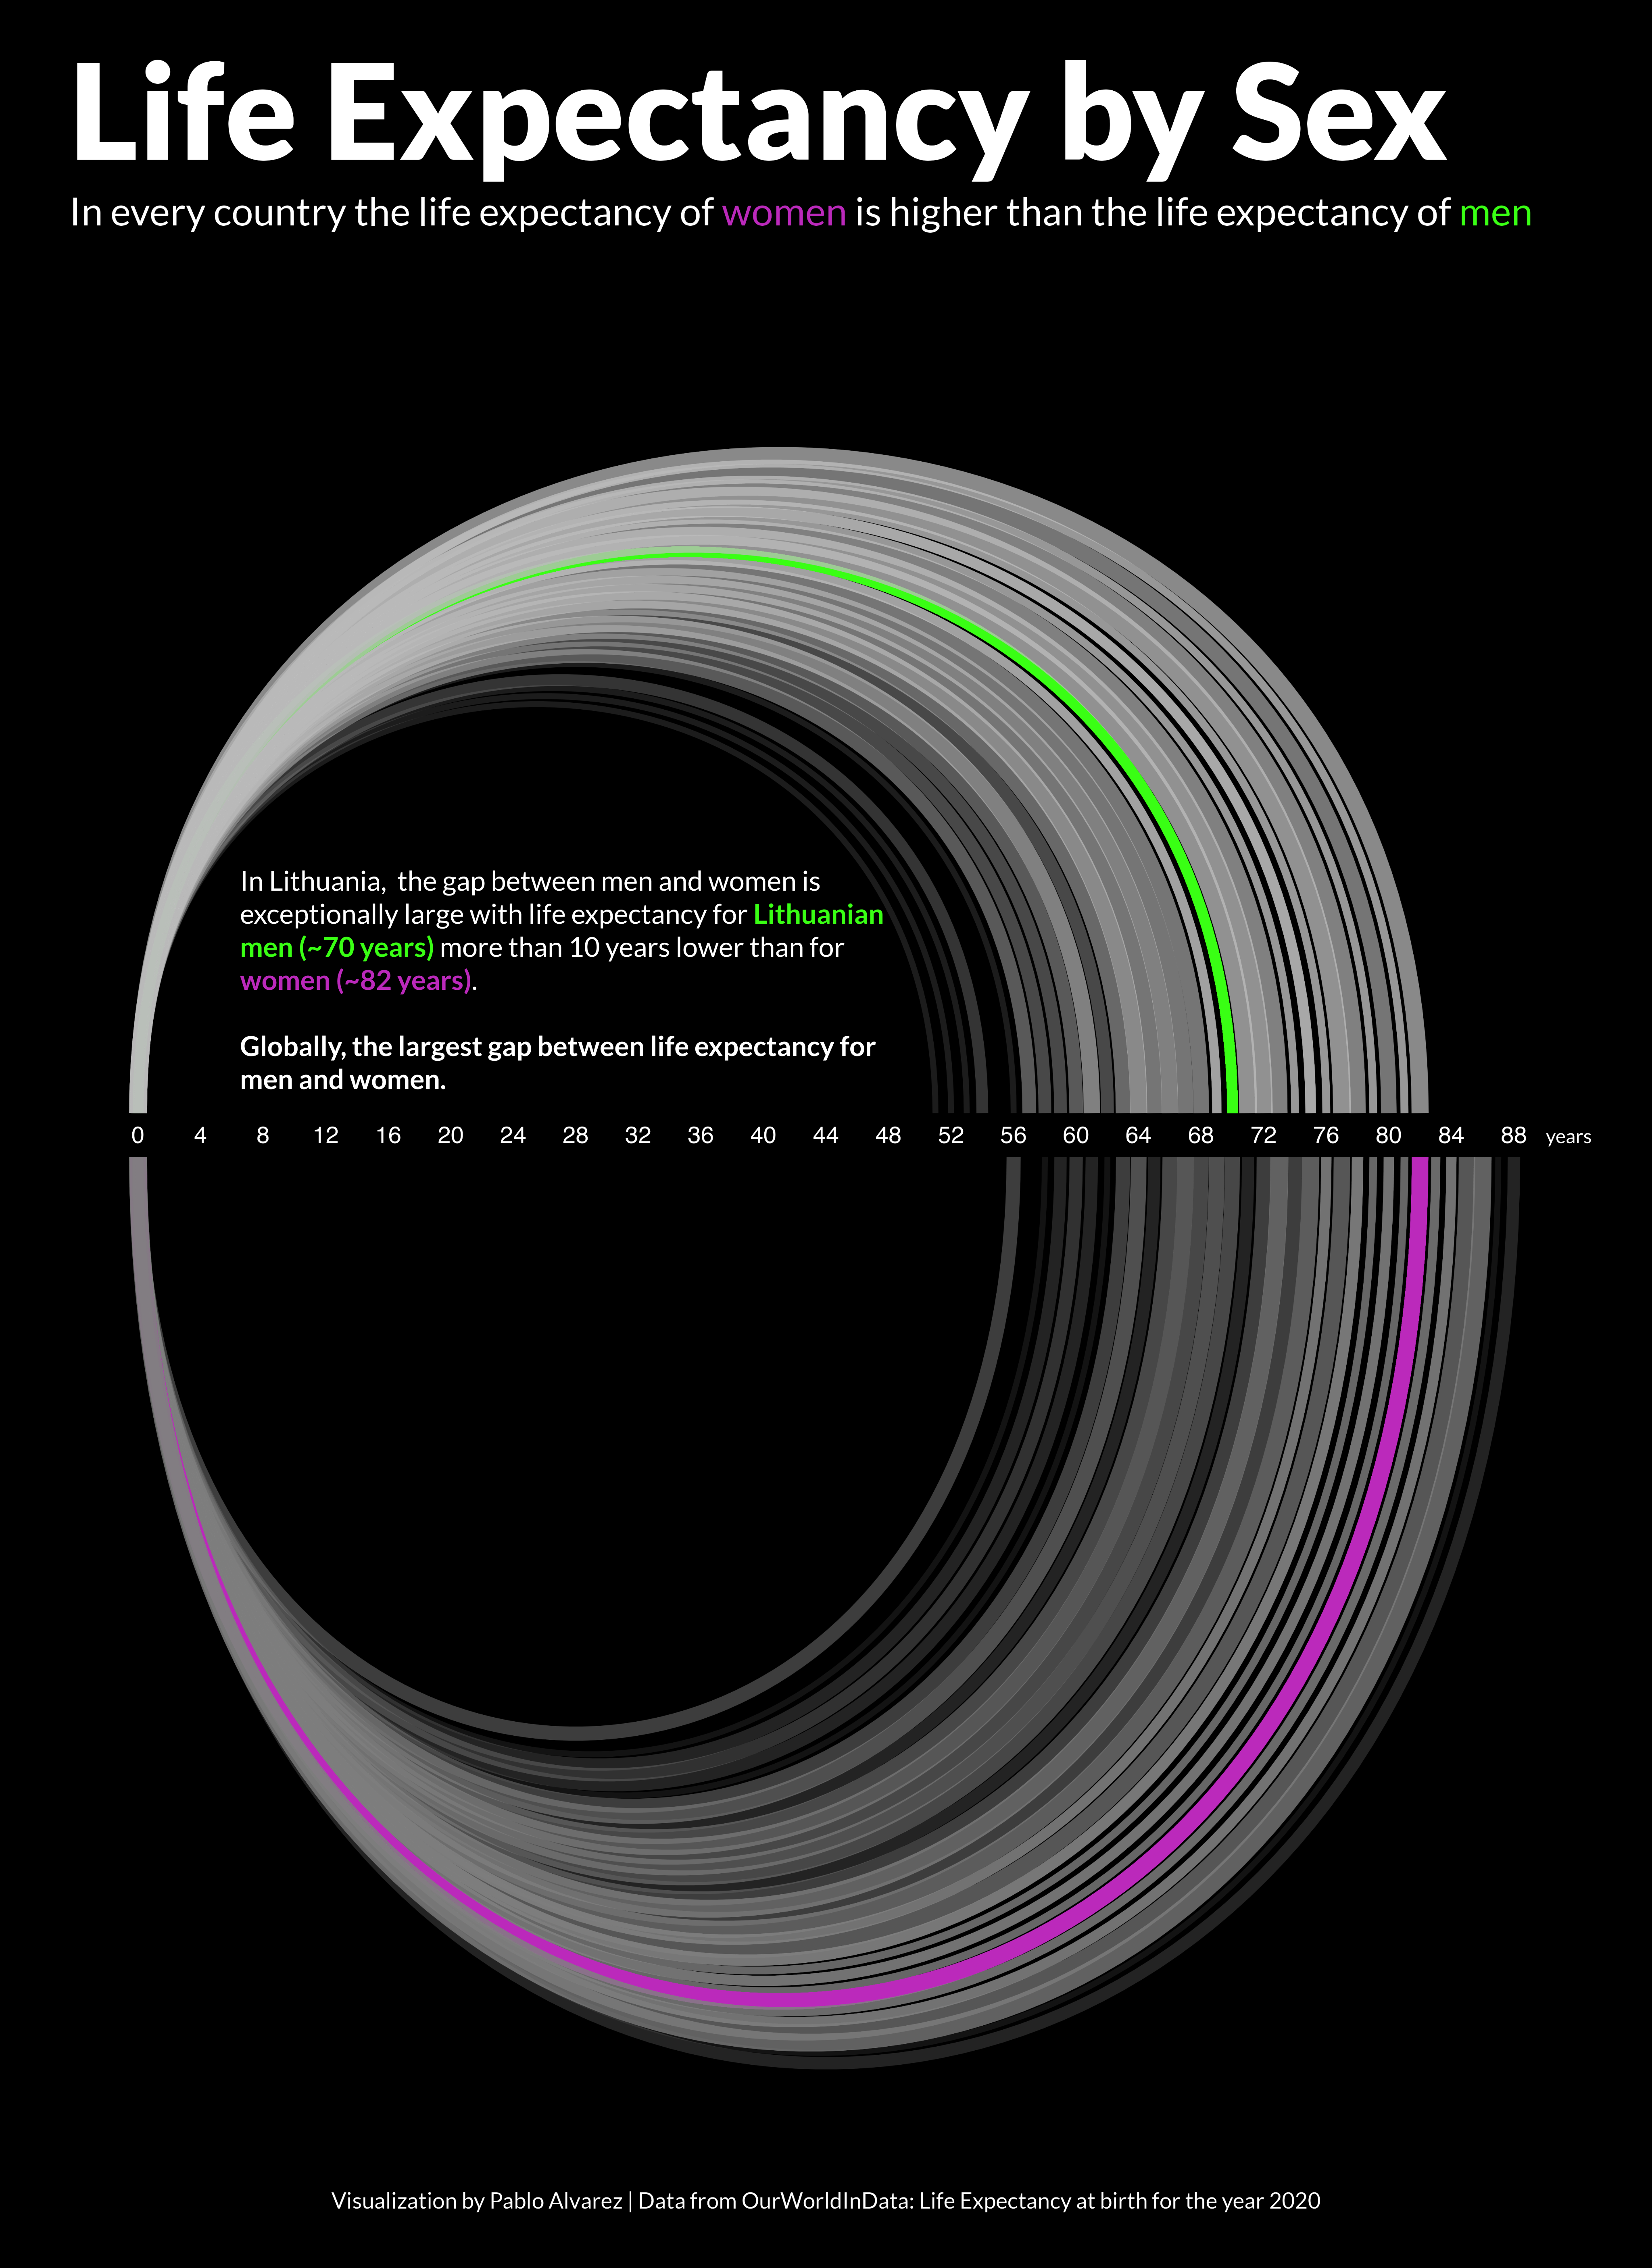 Life Expectancy by Sex
In every country the life expectancy of women is higher than the life expectancy of men
In Lithuania,  the gap between men and women is
exceptionally large with life expectancy for Lithuanian
men (~70 years) more than 10 years lower than for
women (~82 years).
Globally, the largest gap between life expectancy for
men and women.
0 4 8 12 16 20 24 28 32 36 40 44 48 52 56 60 64 68 72 76 80 84 88 years
Visualization by Pablo Alvarez | Data from OurWorldInData: Life Expectancy at birth for the year 2020